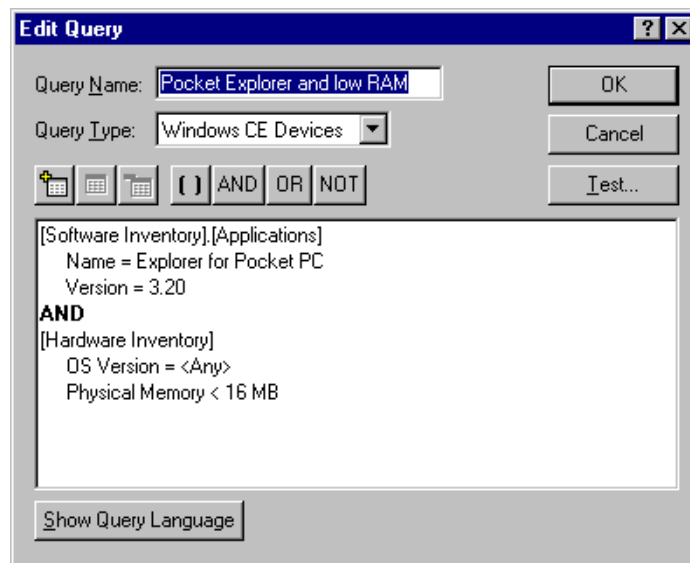 Edit Query
Query Name: Pocket Explorer and low RAM
OK
Query Type: Windows CE Devices
Cancel
( ) AND OR NOT
Test...
[Software Inventory].[Applications]
Name = Explorer for Pocket PC
Version = 3.20
AND
[Hardware Inventory]
OS Version = <Any>
Physical Memory < 16 MB
Show Query Language